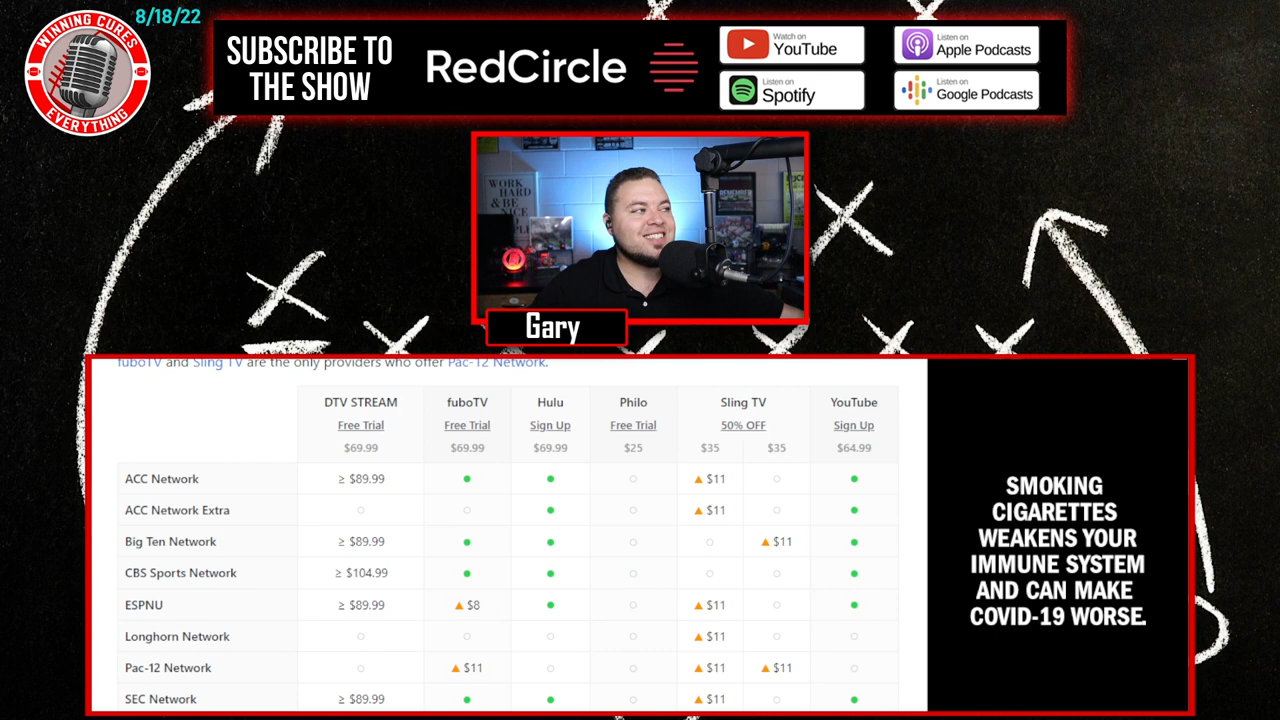 8/18/22
WINNING CURES
EVERYTHING
SUBSCRIBE TO
THE SHOW
RedCircle
Watch on
YouTube
Listen on
Apple Podcasts
Listen on
Spotify
Listen on
Google Podcasts
WORK
HARD
& BE
NICE
REMEMBER
Gary
fuboTV and Sling TV are the only providers who offer Pac-12 Network.
DTV STREAM fuboTV Hulu Philo Sling TV YouTube
Free Trial Free Trial Sign Up Free Trial 50% OFF Sign Up
$69.99 $69.99 $69.99 $25 $35 $35 $64.99
ACC Network ≥ $89.99 $11
ACC Network Extra $11
Big Ten Network ≥ $89.99 $11
CBS Sports Network ≥ $104.99
ESPNU ≥ $89.99 $8 $11
Longhorn Network $11
Pac-12 Network $11 $11 $11
SEC Network ≥ $89.99 $11
SMOKING
CIGARETTES
WEAKENS YOUR
IMMUNE SYSTEM
AND CAN MAKE
COVID-19 WORSE.